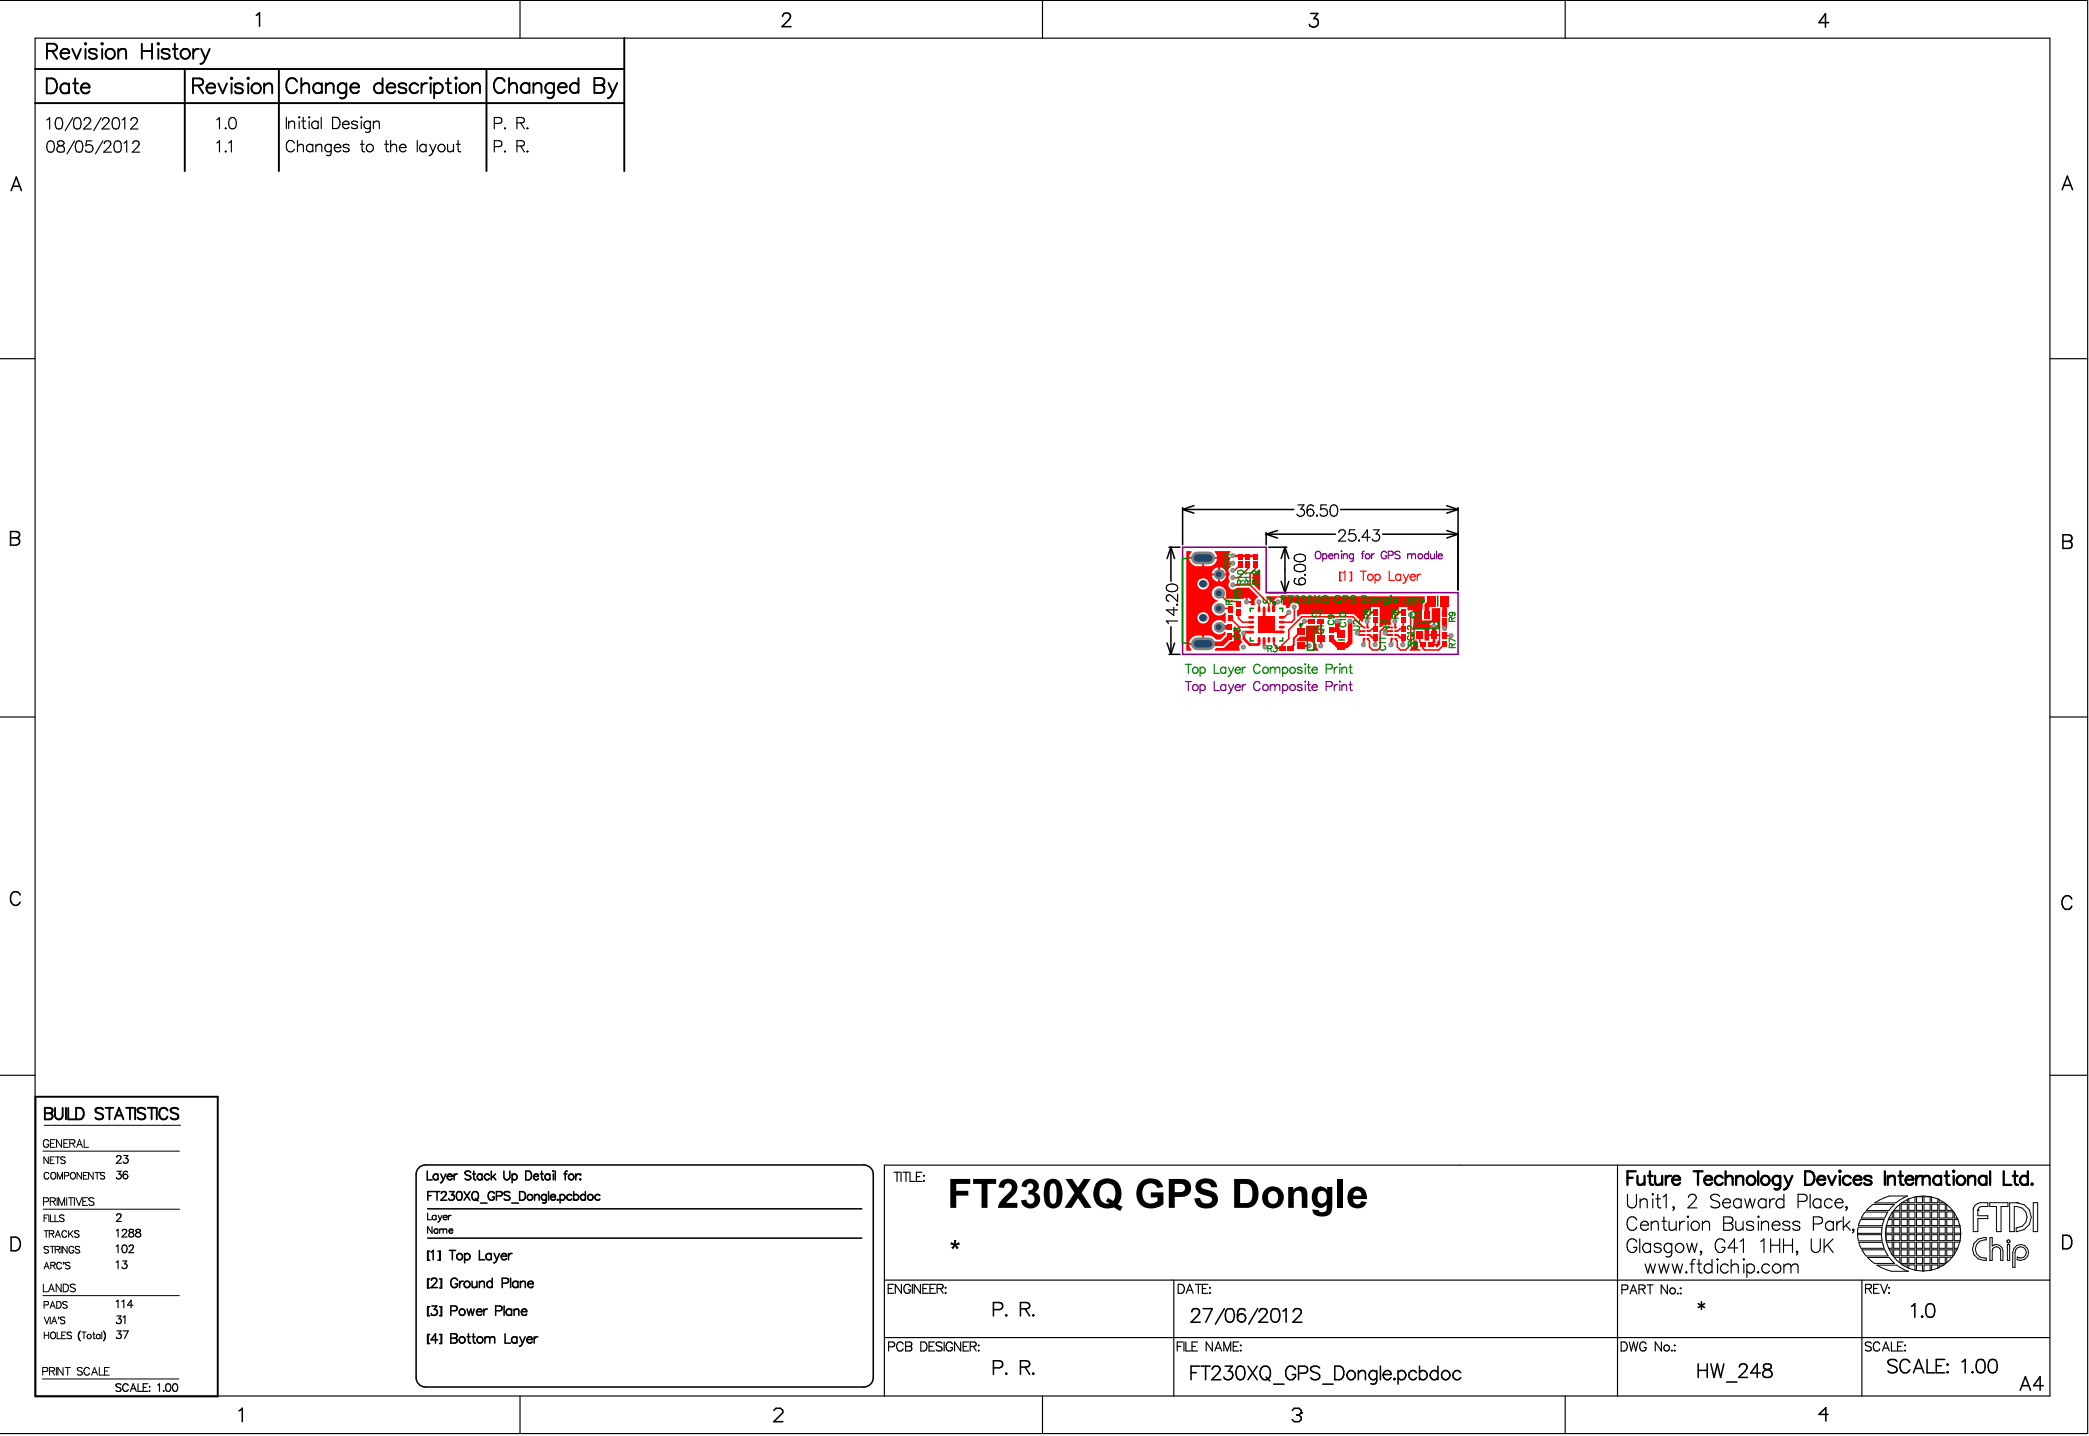 1 2 3 4
Revision History
Date Revision Change description Changed By
10/02/2012 1.0 Initial Design P. R.
08/05/2012 1.1 Changes to the layout P. R.
A A
B B
36.50
25.43
6.00
14.20
Opening for GPS module
[1] Top Layer
FT230XQ GPS Dongle
R3
R9
R7
Top Layer Composite Print
Top Layer Composite Print
C C
BUILD STATISTICS
GENERAL
NETS 23
COMPONENTS 36
PRIMITIVES
FILLS 2
TRACKS 1288
STRINGS 102
ARC'S 13
LANDS
PADS 114
VIA'S 31
HOLES (Total) 37
PRINT SCALE
SCALE: 1.00
Layer Stack Up Detail for:
FT230XQ_GPS_Dongle.pcbdoc
Layer
Name
[1] Top Layer
[2] Ground Plane
[3] Power Plane
[4] Bottom Layer
TITLE: FT230XQ GPS Dongle
*
Future Technology Devices International Ltd.
Unit1, 2 Seaward Place,
Centurion Business Park,
Glasgow, G41 1HH, UK
www.ftdichip.com
FTDI
Chip
ENGINEER: P. R.
DATE: 27/06/2012
PART No.: *
REV: 1.0
PCB DESIGNER: P. R.
FILE NAME: FT230XQ_GPS_Dongle.pcbdoc
DWG No.: HW_248
SCALE: SCALE: 1.00
A4
D D
1 2 3 4